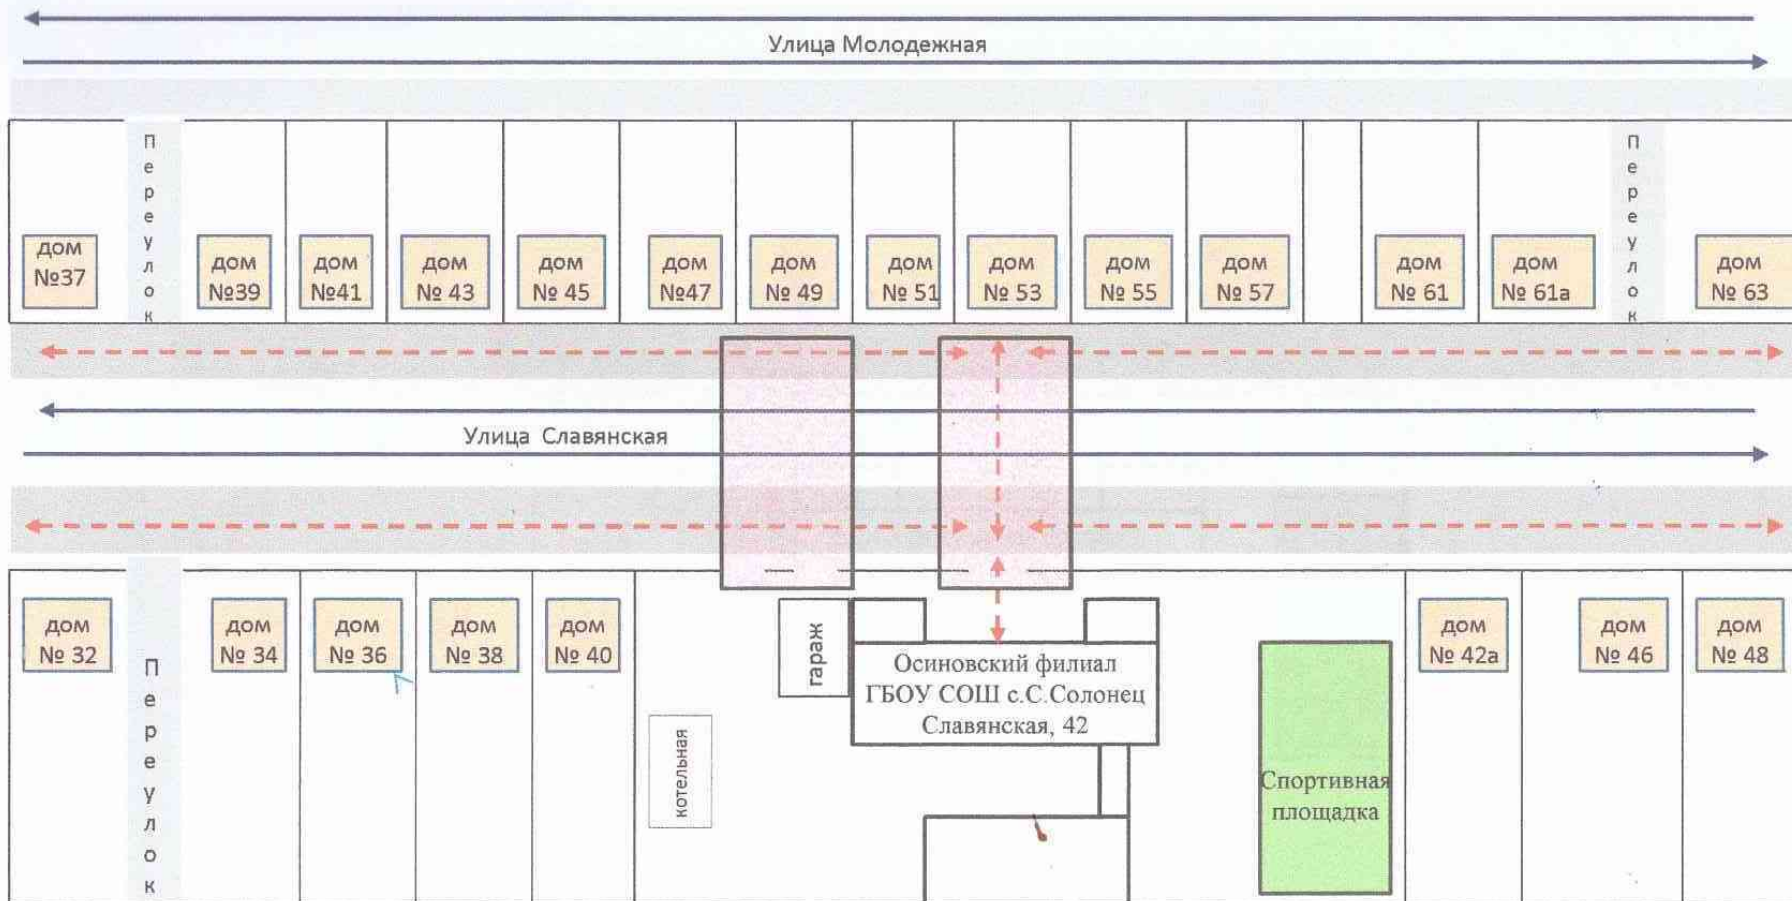 Улица Молодежная
Переулок
Переулок
дом
№37
дом
№39
дом
№41
дом
№ 43
дом
№ 45
дом
№47
дом
№ 49
дом
№ 51
дом
№ 53
дом
№ 55
дом
№ 57
дом
№ 61
дом
№ 61а
дом
№ 63
Улица Славянская
дом
№ 32
Переулок
дом
№ 34
дом
№ 36
дом
№ 38
дом
№ 40
гараж
котельная
Осиновский филиал
ГБОУ СОШ с.С.Солонец
Славянская, 42
Спортивная
площадка
дом
№ 42а
дом
№ 46
дом
№ 48